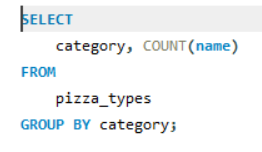 SELECT
    category, COUNT(name)
FROM
    pizza_types
GROUP BY category;